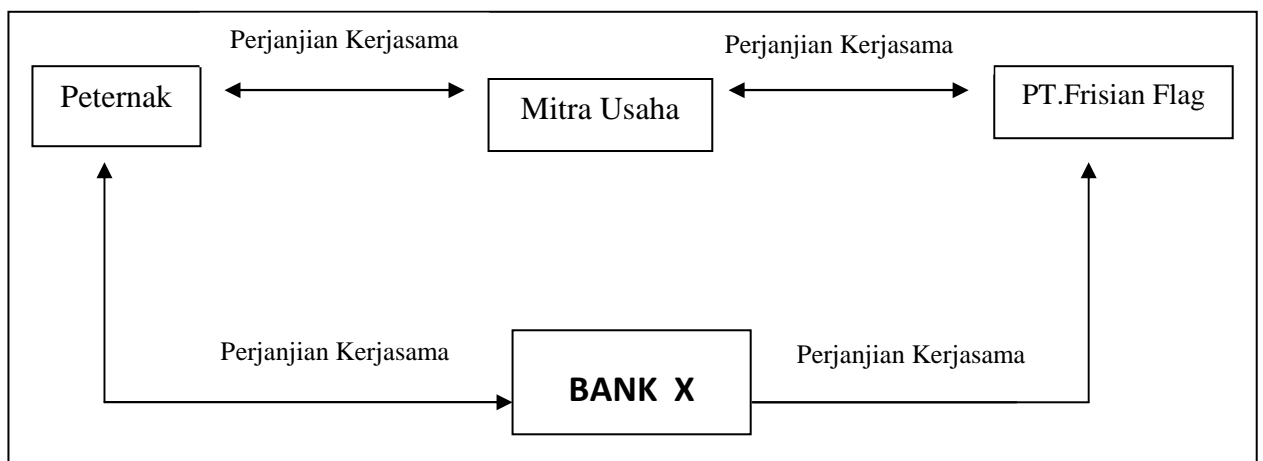 Perjanjian Kerjasama
Perjanjian Kerjasama
Peternak
Mitra Usaha
PT.Frisian Flag
Perjanjian Kerjasama
Perjanjian Kerjasama
BANK X